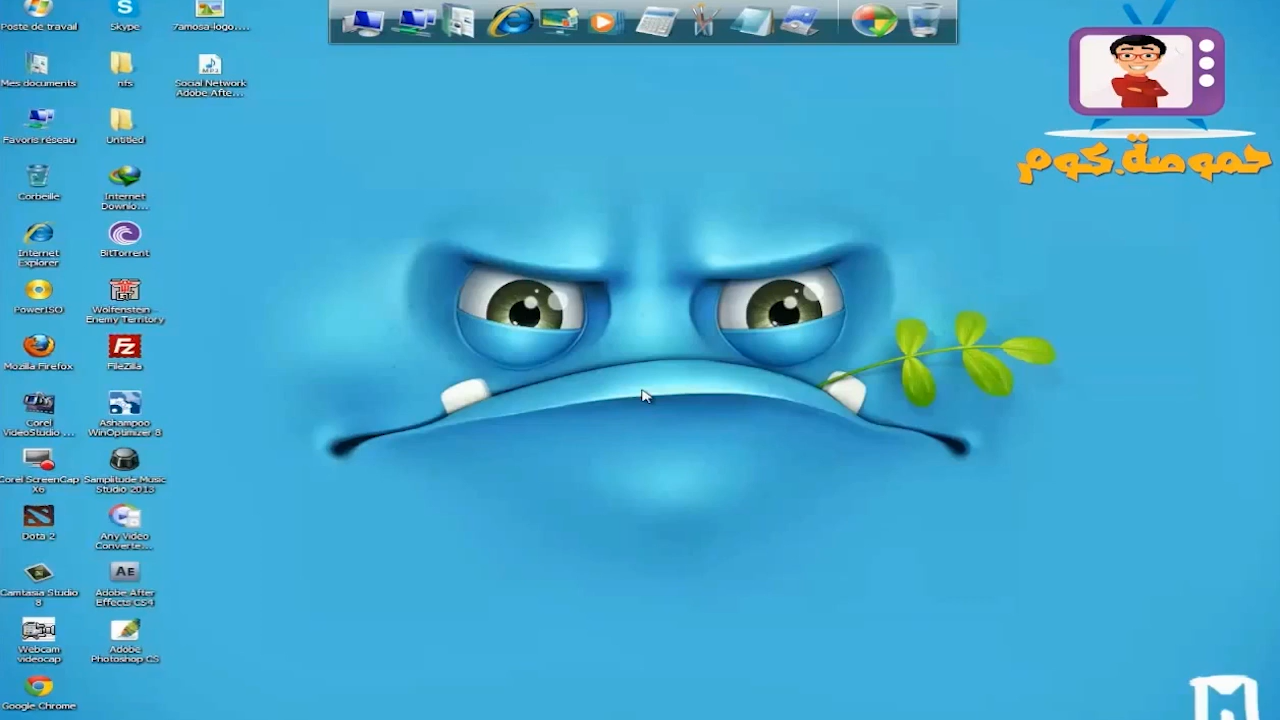 Poste de travail
Skype
7amosa-logo....
Mes documents
nfs
Social Network
Adobe Afte...
Favoris réseau
Untitled
Corbeille
Internet
Downlo...
Internet
Explorer
BitTorrent
PowerISO
Wolfenstein -
Enemy Territory
Mozilla Firefox
FileZilla
Corel
VideoStudio ...
Ashampoo
WinOptimizer 8
Corel ScreenCap
X6
Samplitude Music
Studio 2013
Dota 2
Any Video
Converte...
Camtasia Studio
8
AE
Adobe After
Effects CS4
Webcam
videocap
Adobe
Photoshop CS
Google Chrome
حموصة.كوم